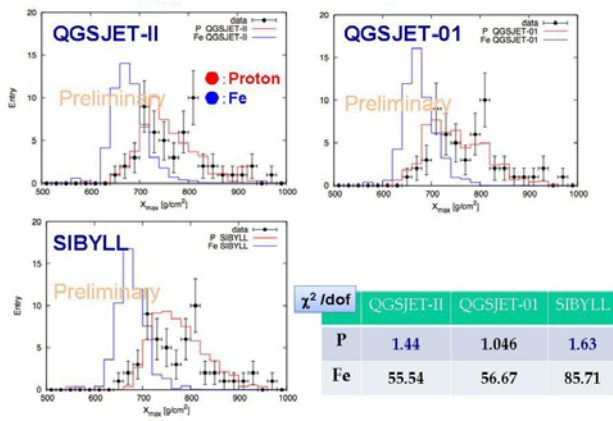 QGSJET-II
data
P QGSJET-II
Fe QGSJET-II
Preliminary
: Proton
: Fe
Entry
20
15
10
5
0
500 600 700 800 900 1000
Xmax [g/cm²]
QGSJET-01
data
P QGSJET-01
Fe QGSJET-01
Preliminary
20
15
10
5
0
500 600 700 800 900 1000
Xmax [g/cm²]
SIBYLL
data
P SIBYLL
Fe SIBYLL
Preliminary
Entry
20
15
10
5
0
500 600 700 800 900 1000
Xmax [g/cm²]
χ² /dof QGSJET-II QGSJET-01 SIBYLL
P 1.44 1.046 1.63
Fe 55.54 56.67 85.71